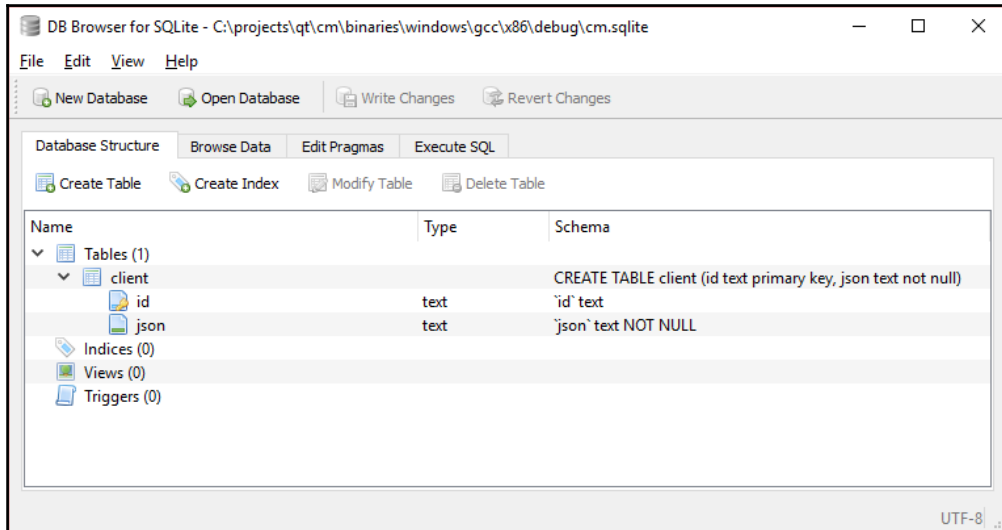 DB Browser for SQLite - C:\projects\qt\cm\binaries\windows\gcc\x86\debug\cm.sqlite
File Edit View Help
New Database Open Database Write Changes Revert Changes
Database Structure Browse Data Edit Pragmas Execute SQL
Create Table Create Index Modify Table Delete Table
Name Type Schema
Tables (1)
client CREATE TABLE client (id text primary key, json text not null)
id text `id` text
json text `json` text NOT NULL
Indices (0)
Views (0)
Triggers (0)
UTF-8